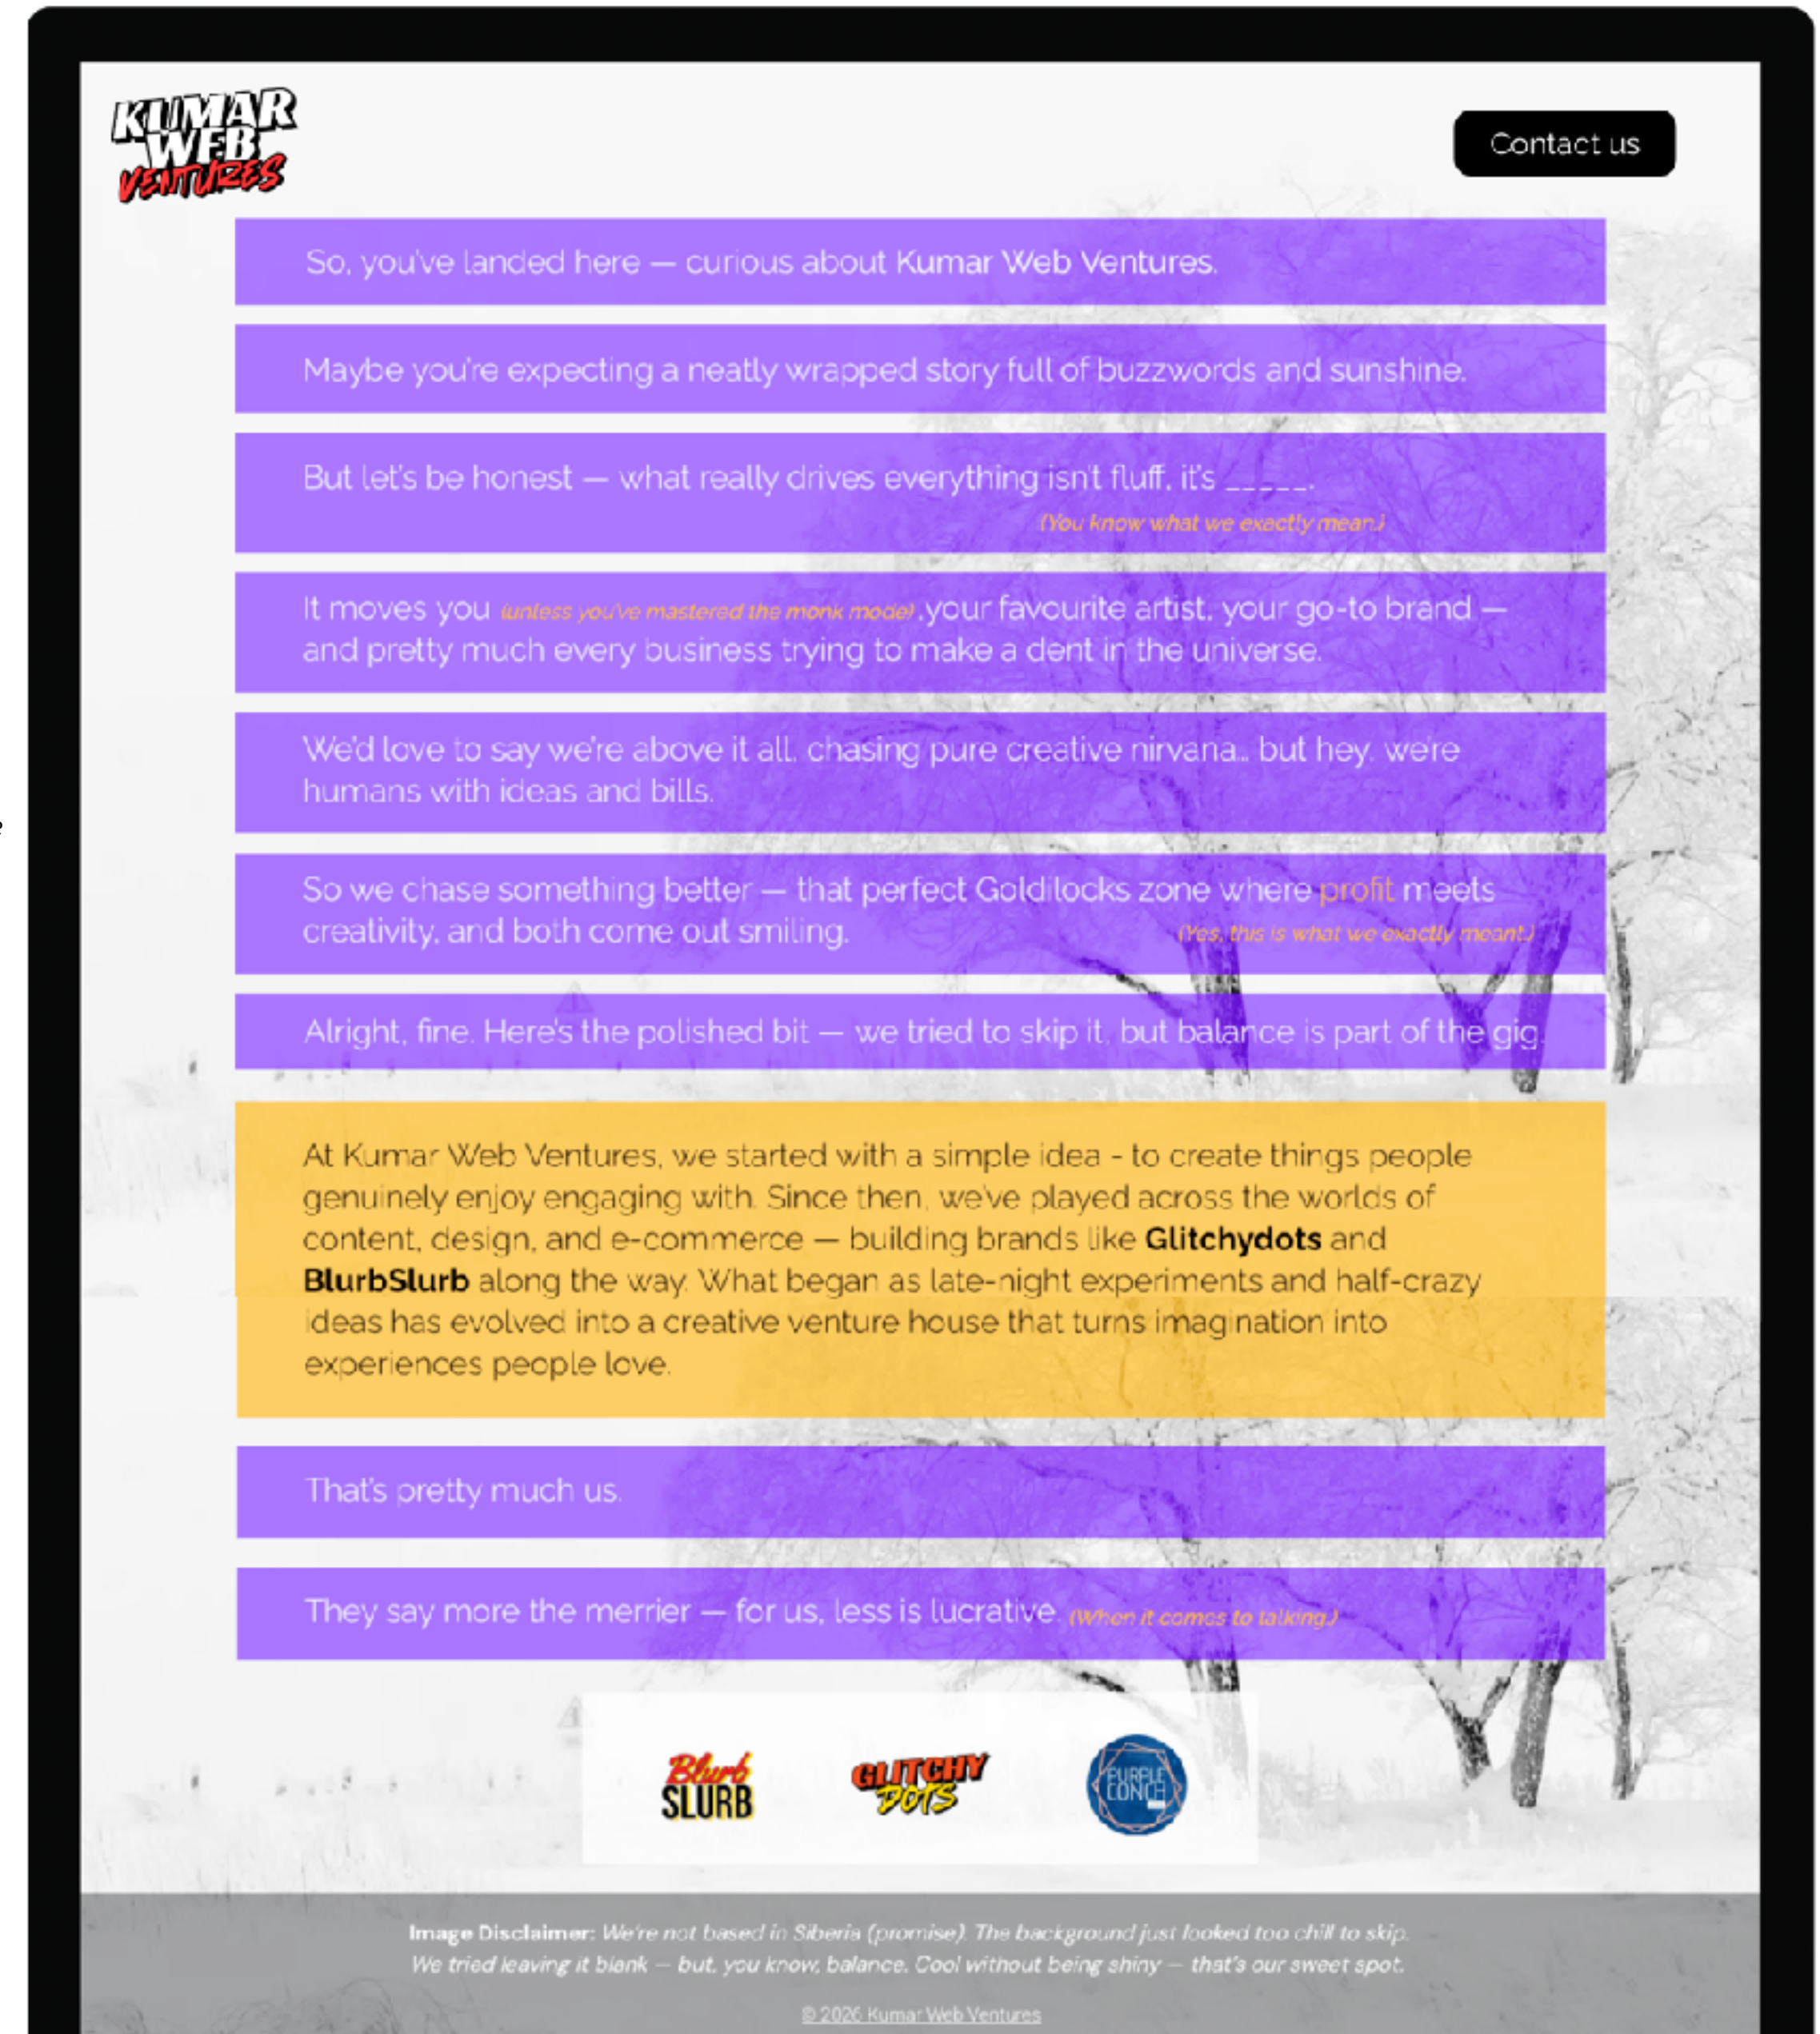 KUMAR
WEB
VENTURES
Contact us
So, you've landed here — curious about Kumar Web Ventures.
Maybe you're expecting a neatly wrapped story full of buzzwords and sunshine.
But let's be honest — what really drives everything isn't fluff, it's _____.
(You know what we exactly mean.)
It moves you (unless you've mastered the monk mode) ,your favourite artist, your go-to brand —
and pretty much every business trying to make a dent in the universe.
We'd love to say we're above it all, chasing pure creative nirvana... but hey, we're
humans with ideas and bills.
So we chase something better — that perfect Goldilocks zone where profit meets
creativity, and both come out smiling.
(Yes, this is what we exactly meant.)
Alright, fine. Here's the polished bit — we tried to skip it, but balance is part of the gig.
At Kumar Web Ventures, we started with a simple idea - to create things people
genuinely enjoy engaging with. Since then, we've played across the worlds of
content, design, and e-commerce — building brands like Glitchydots and
BlurbSlurb along the way. What began as late-night experiments and half-crazy
ideas has evolved into a creative venture house that turns imagination into
experiences people love.
That's pretty much us.
They say more the merrier — for us, less is lucrative. (When it comes to talking.)
Blurb
SLURB
GLITCHY
DOTS
PURPLE
CONCH
Image Disclaimer: We're not based in Siberia (promise). The background just looked too chill to skip.
We tried leaving it blank — but, you know, balance. Cool without being shiny — that's our sweet spot.
© 2026 Kumar Web Ventures